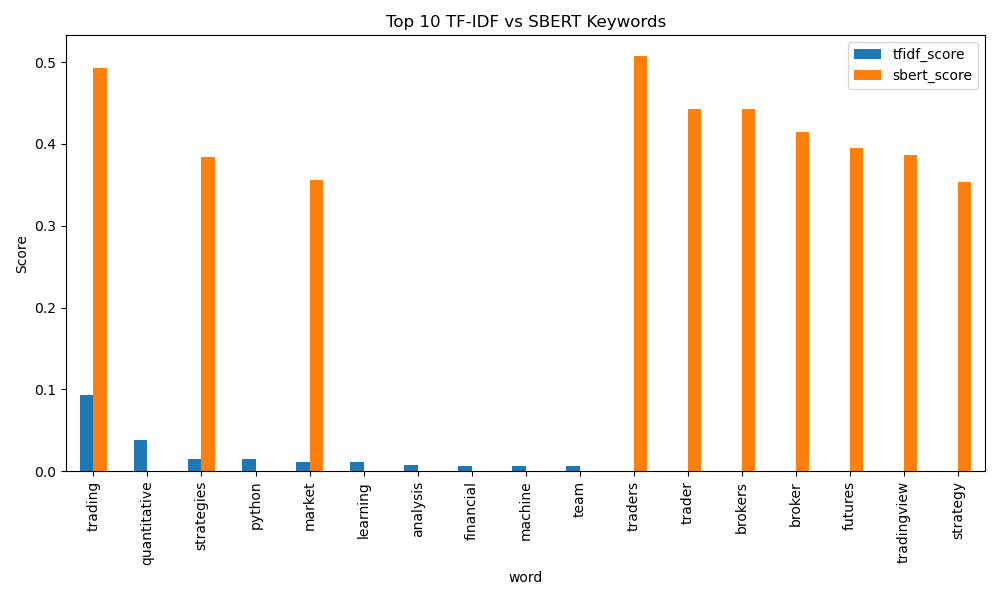 Top 10 TF-IDF vs SBERT Keywords
tfidf_score
sbert_score
0.5
0.4
0.3
0.2
0.1
0.0
Score
trading
quantitative
strategies
python
market
learning
analysis
financial
machine
team
traders
trader
brokers
broker
futures
tradingview
strategy
word